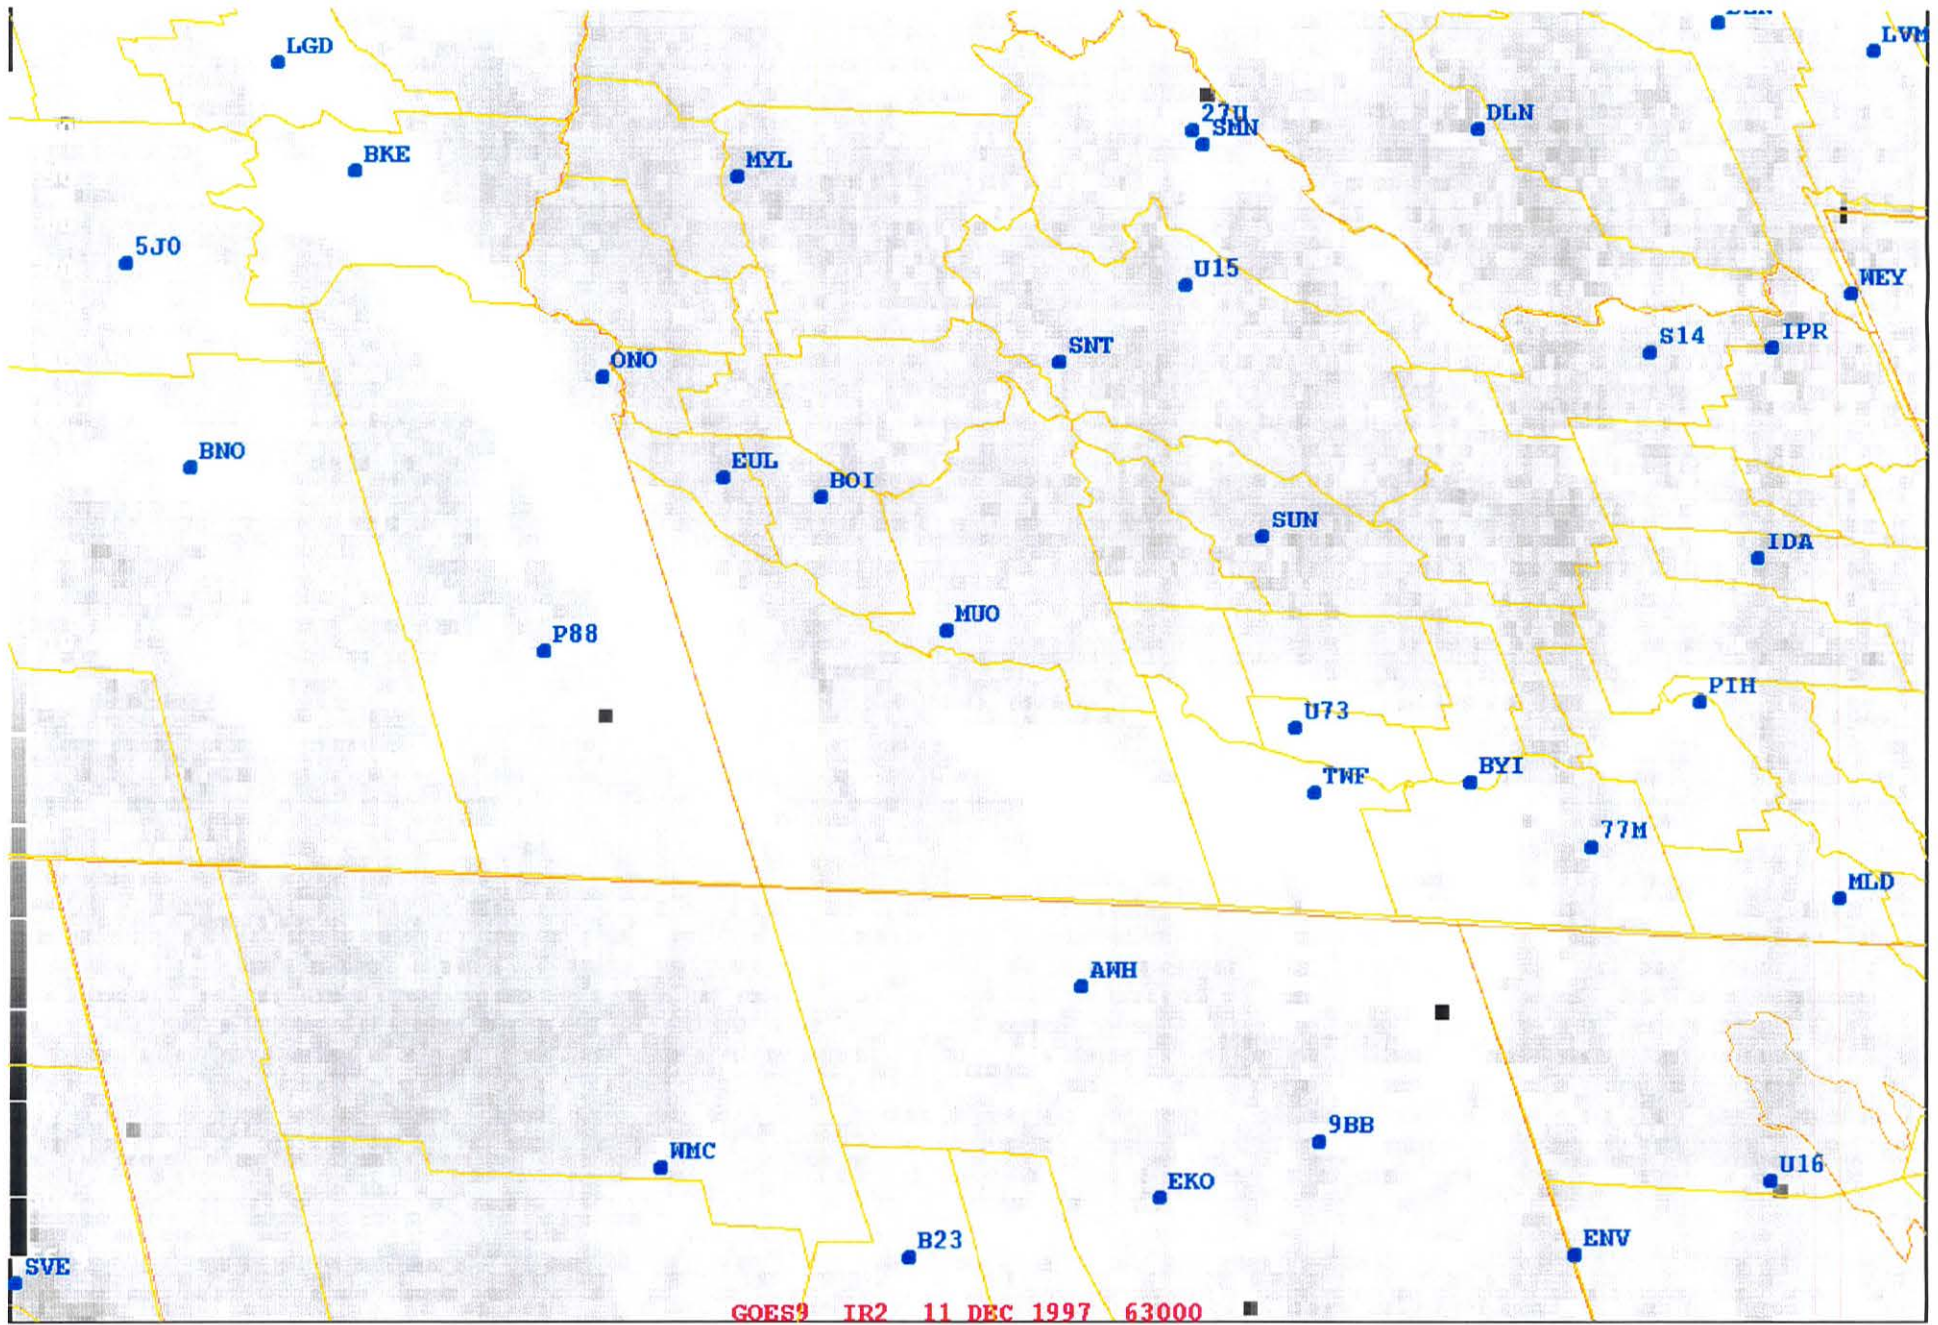 LGD
LVM
27U
SMN
DLN
BKE
MYL
5J0
U15
WEY
S14
IPR
SNT
ONO
BNO
EUL
BOI
SUN
IDA
MUO
P88
PIH
U73
TWF
BYI
77M
MLD
AWH
9BB
WMC
EKO
U16
B23
ENV
SVE
GOES9 IR2 11 DEC 1997 63000